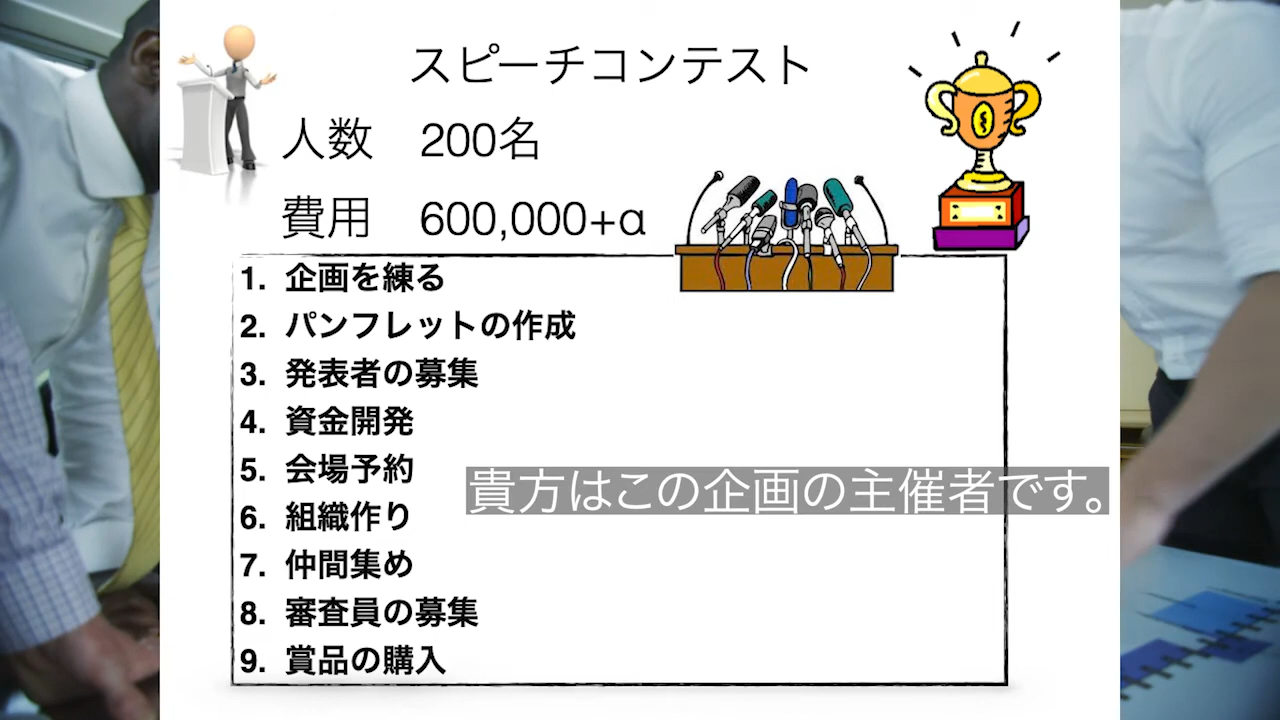 スピーチコンテスト
人数 200名
費用 600,000+α
1. 企画を練る
2. パンフレットの作成
3. 発表者の募集
4. 資金開発
5. 会場予約
貴方はこの企画の主催者です。
6. 組織作り
7. 仲間集め
8. 審査員の募集
9. 賞品の購入